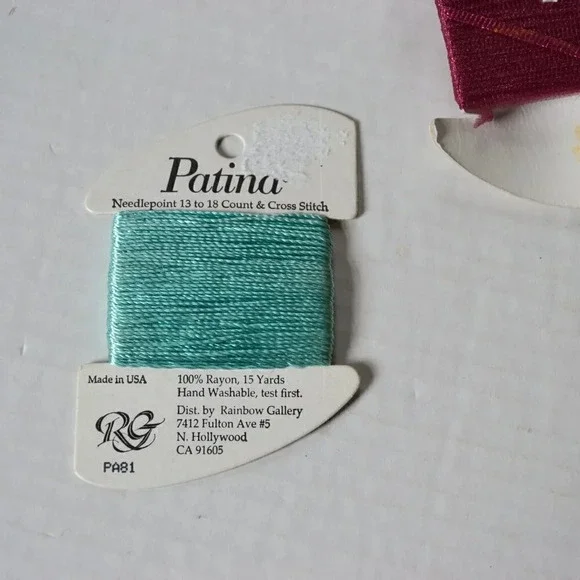 Patina
Needlepoint 13 to 18 Count & Cross Stitch
Made in USA
100% Rayon, 15 Yards
Hand Washable, test first.
RG
Dist. by Rainbow Gallery
7412 Fulton Ave #5
N. Hollywood
CA 91605
PA81